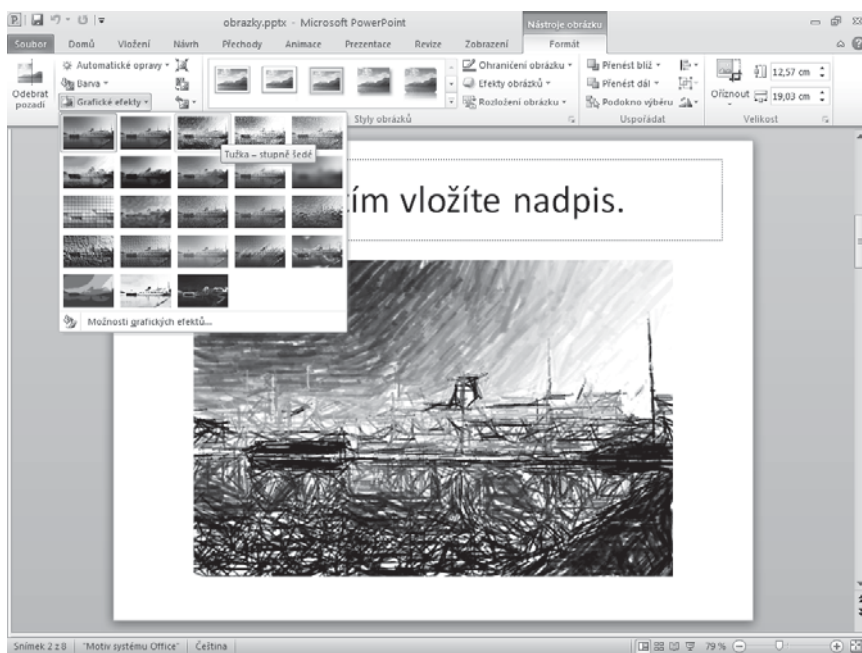 obrazky.pptx - Microsoft PowerPoint
Nástroje obrázku
Soubor Domů Vložení Návrh Přechody Animace Prezentace Revize Zobrazení Formát
Odebrat pozadí
Automatické opravy
Barva
Grafické efekty
Ohraničení obrázku
Efekty obrázků
Rozložení obrázku
Přenést blíž
Přenést dál
Podokno výběru
Oříznout
12,57 cm
19,03 cm
Styly obrázků
Uspořádat
Velikost
Tužka – stupně šedé
Možnosti grafických efektů...
ím vložíte nadpis.
Snímek 2 z 8 "Motiv systému Office" Čeština 79 %